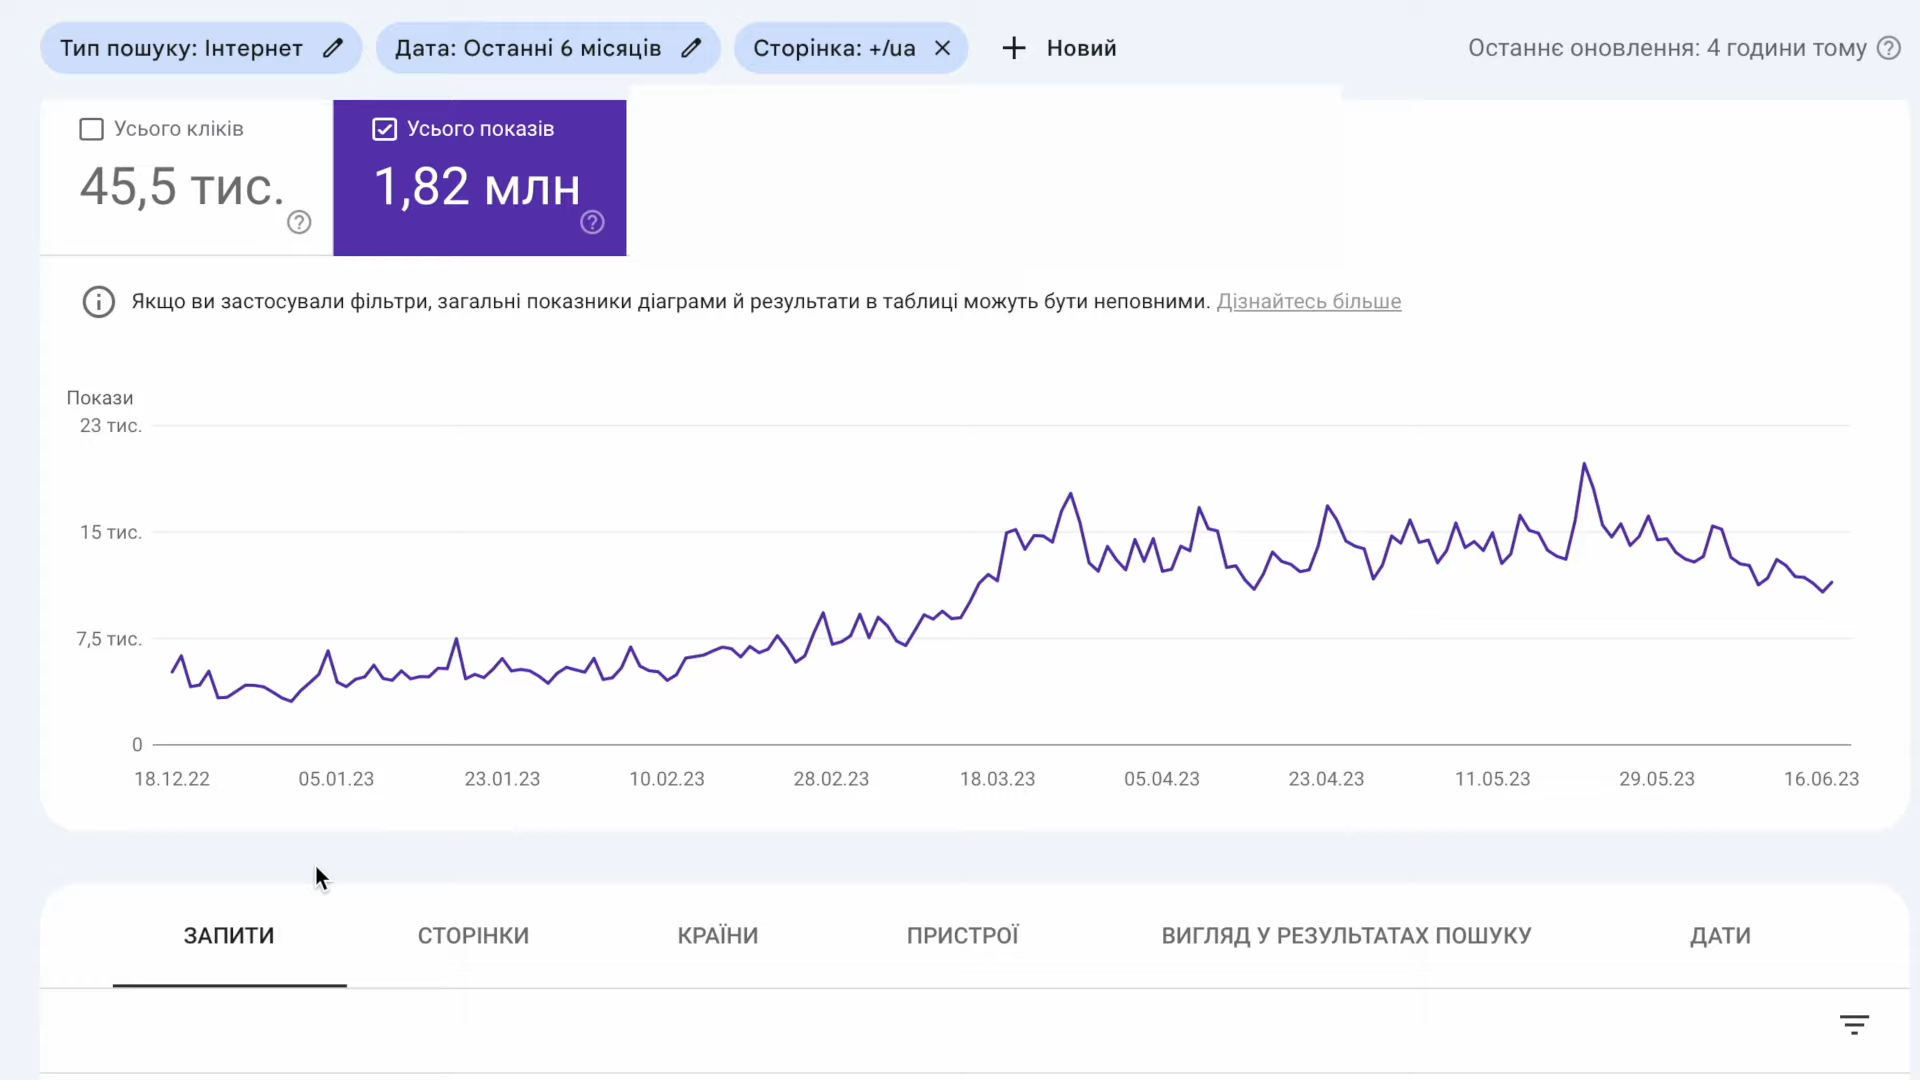 Тип пошуку: Інтернет
Дата: Останні 6 місяців
Сторінка: +/ua
Новий
Останнє оновлення: 4 години тому
Усього кліків
45,5 тис.
Усього показів
1,82 млн
Якщо ви застосували фільтри, загальні показники діаграми й результати в таблиці можуть бути неповними. Дізнайтесь більше
Покази
23 тис.
15 тис.
7,5 тис.
0
18.12.22 05.01.23 23.01.23 10.02.23 28.02.23 18.03.23 05.04.23 23.04.23 11.05.23 29.05.23 16.06.23
ЗАПИТИ СТОРІНКИ КРАЇНИ ПРИСТРОЇ ВИГЛЯД У РЕЗУЛЬТАТАХ ПОШУКУ ДАТИ